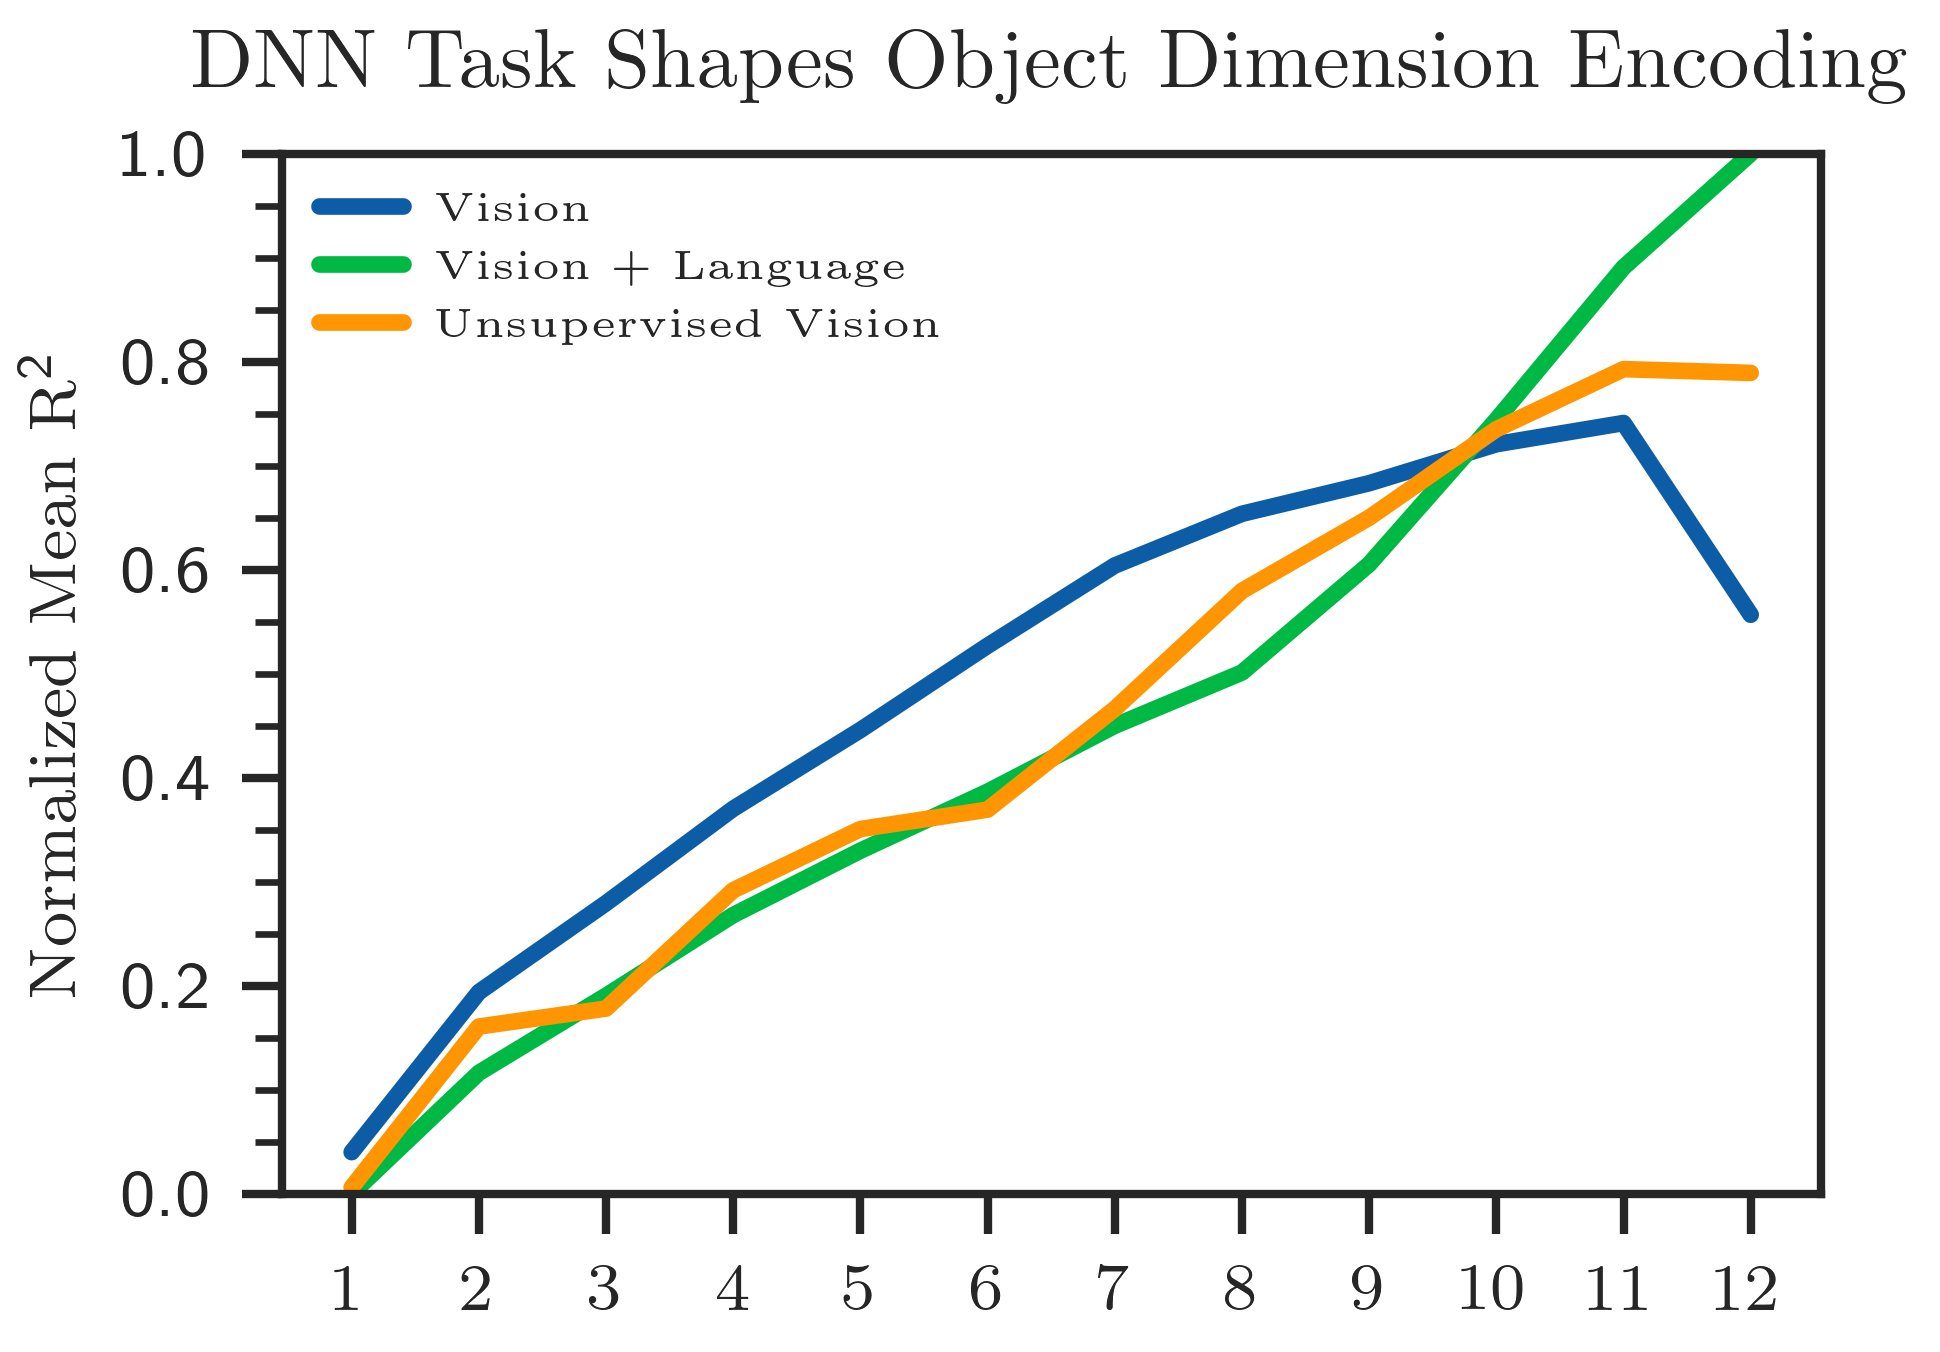 DNN Task Shapes Object Dimension Encoding
Normalized Mean R²
1.0
0.8
0.6
0.4
0.2
0.0
Vision
Vision + Language
Unsupervised Vision
1 2 3 4 5 6 7 8 9 10 11 12